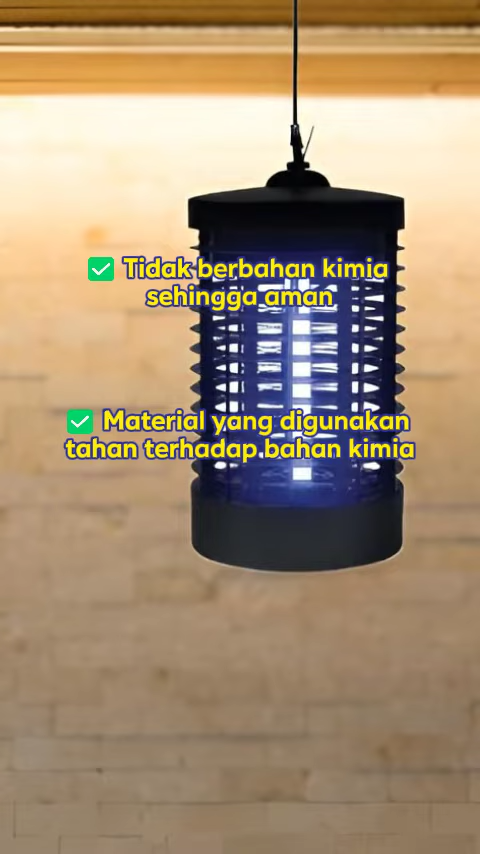 ✅ Tidak berbahan kimia
sehingga aman
✅ Material yang digunakan
tahan terhadap bahan kimia